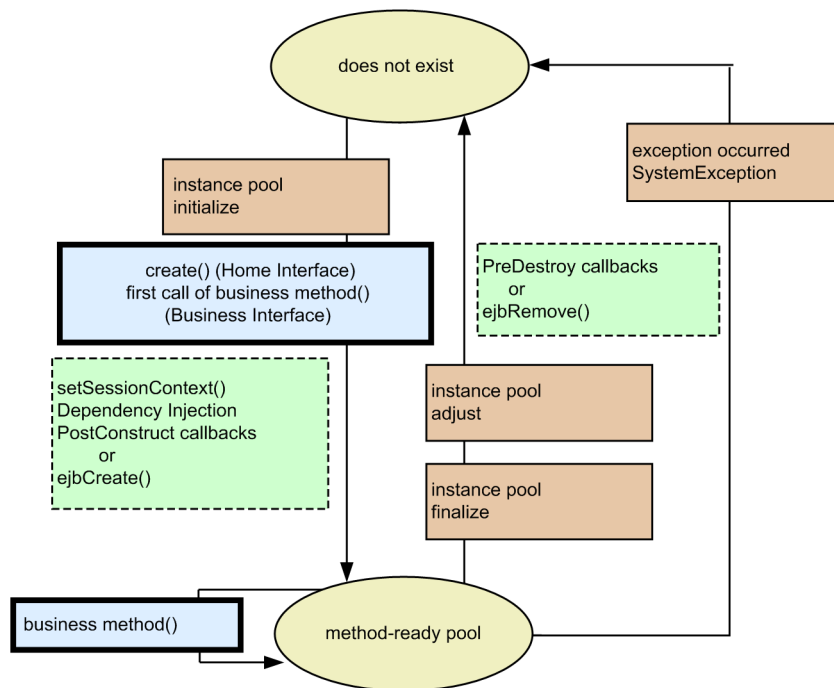 does not exist
exception occurred
SystemException
instance pool
initialize
create() (Home Interface)
first call of business method()
(Business Interface)
PreDestroy callbacks
or
ejbRemove()
setSessionContext()
Dependency Injection
PostConstruct callbacks
or
ejbCreate()
instance pool
adjust
instance pool
finalize
business method()
method-ready pool